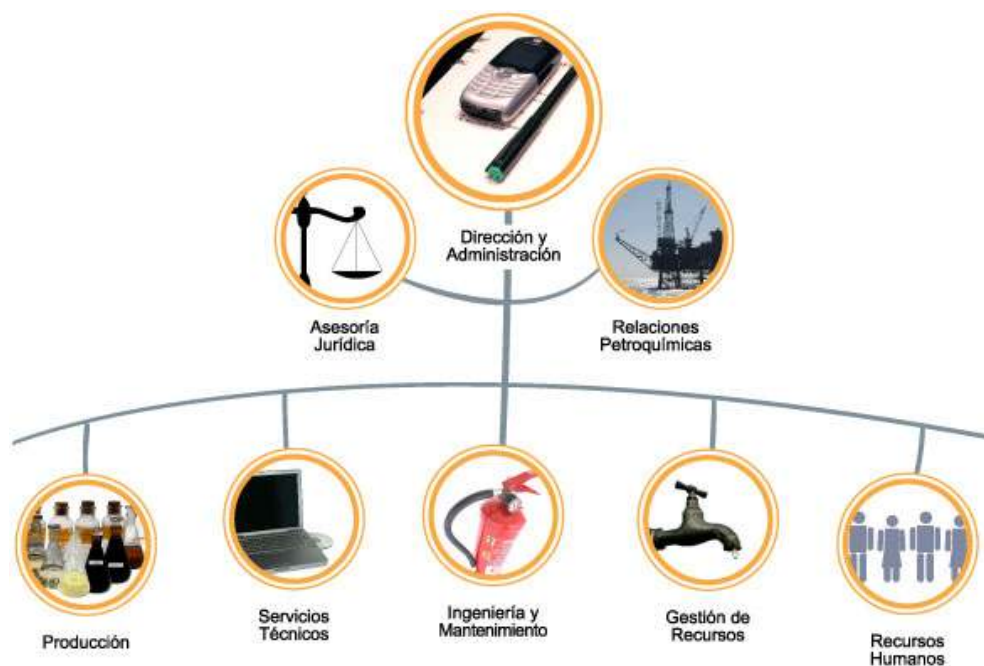 Dirección y
Administración
Asesoría
Jurídica
Relaciones
Petroquímicas
Producción
Servicios
Técnicos
Ingeniería y
Mantenimiento
Gestión de
Recursos
Recursos
Humanos